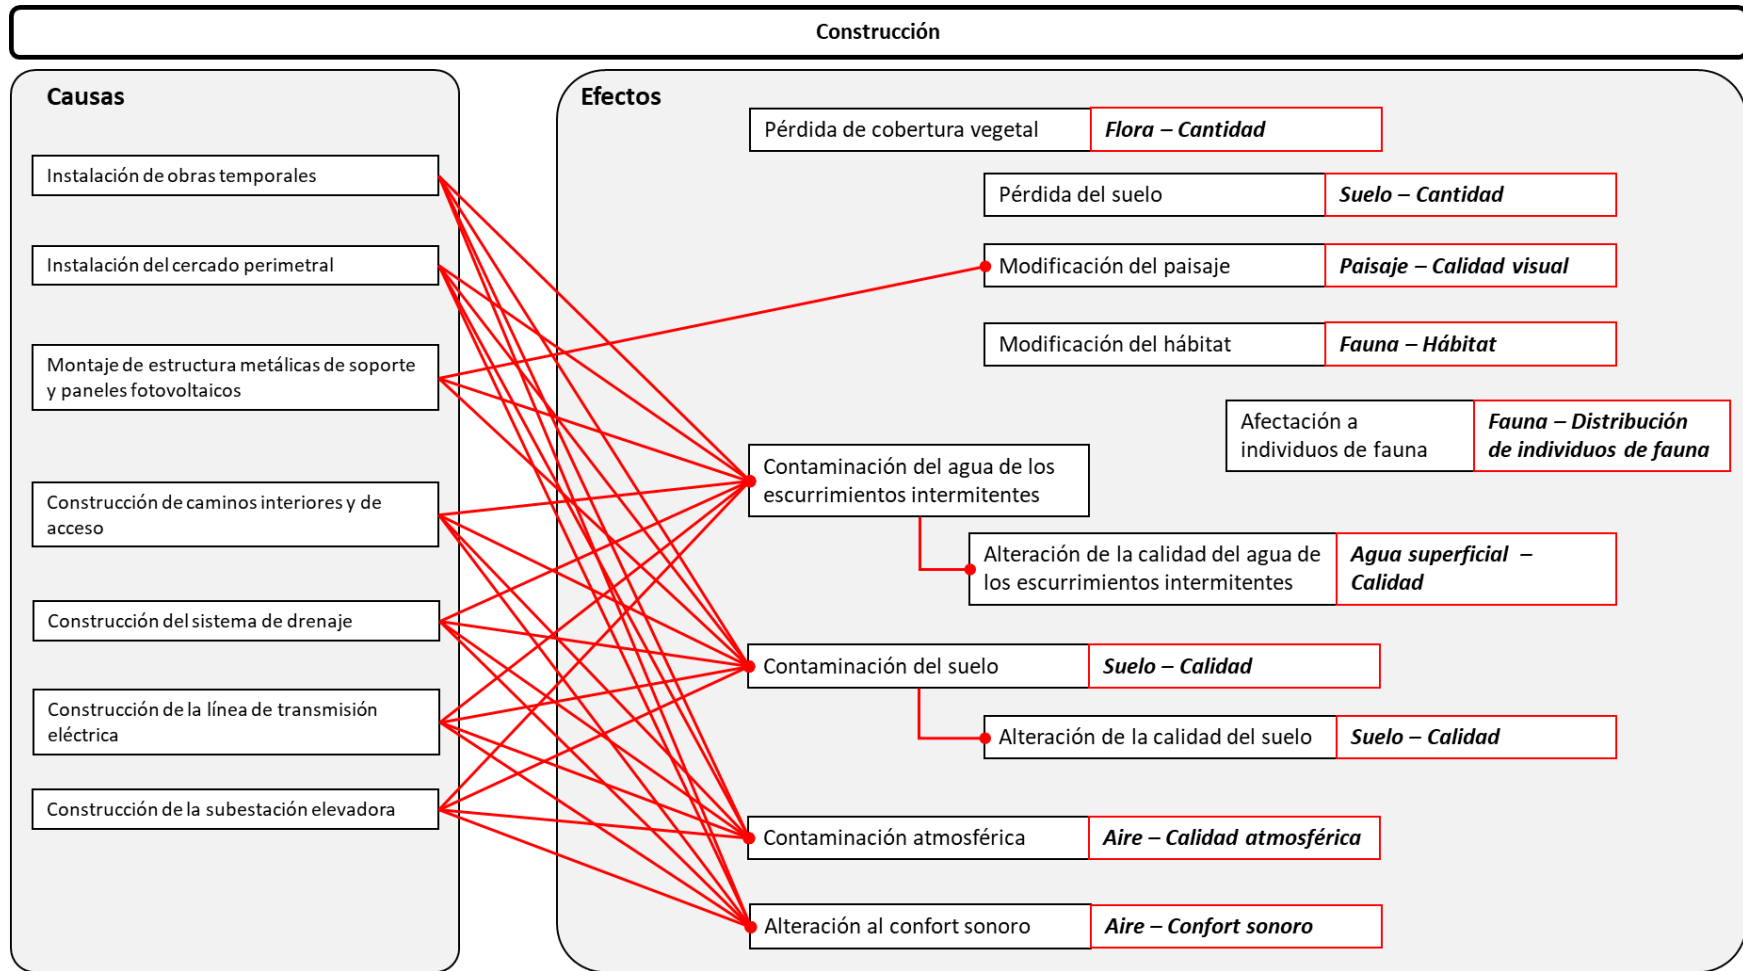 Construcción
Causas
Instalación de obras temporales
Instalación del cercado perimetral
Montaje de estructura metálicas de soporte
y paneles fotovoltaicos
Construcción de caminos interiores y de
acceso
Construcción del sistema de drenaje
Construcción de la línea de transmisión
eléctrica
Construcción de la subestación elevadora
Efectos
Pérdida de cobertura vegetal
Flora – Cantidad
Pérdida del suelo
Suelo – Cantidad
Modificación del paisaje
Paisaje – Calidad visual
Modificación del hábitat
Fauna – Hábitat
Afectación a
individuos de fauna
Fauna – Distribución
de individuos de fauna
Contaminación del agua de los
escurrimientos intermitentes
Alteración de la calidad del agua de
los escurrimientos intermitentes
Agua superficial –
Calidad
Contaminación del suelo
Suelo – Calidad
Alteración de la calidad del suelo
Suelo – Calidad
Contaminación atmosférica
Aire – Calidad atmosférica
Alteración al confort sonoro
Aire – Confort sonoro